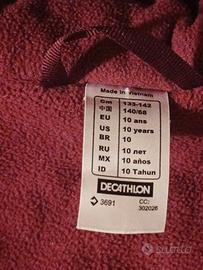 Made in Vietnam
Cm 133-142
中国 140/68
EU 10 ans
US 10 years
BR 10
RU 10 лет
MX 10 años
ID 10 Tahun
DECATHLON
3691 CC:
302026
subito